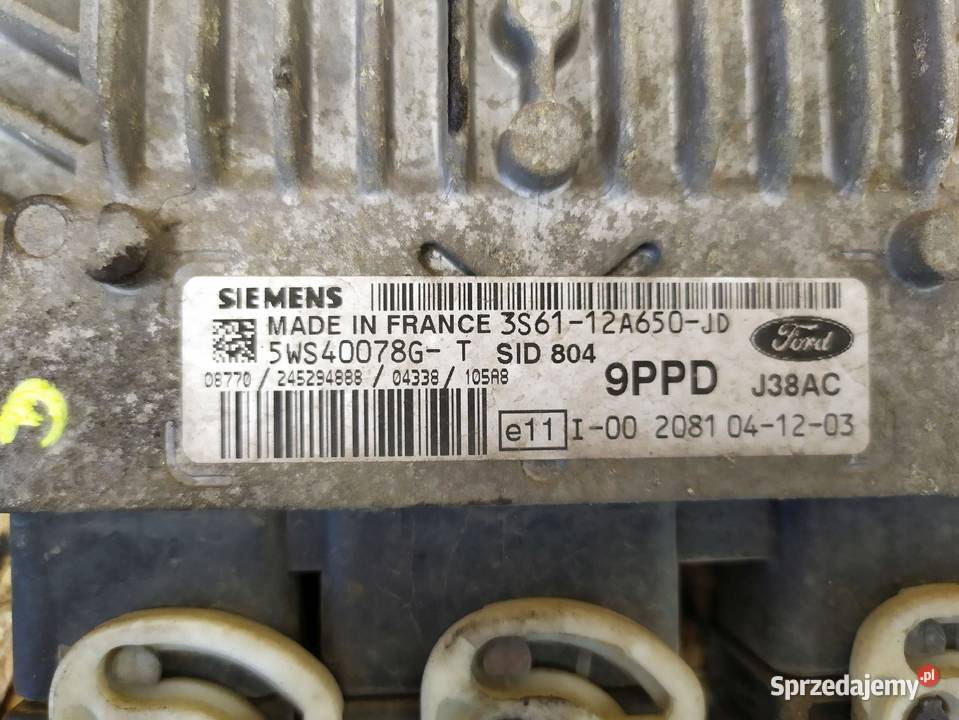 SIEMENS
MADE IN FRANCE 3S61-12A650-JD
5WS40078G- T SID 804
Ford
08770 / 245294888 / 04338 / 105A8
9PPD J38AC
e11 I-00 2081 04-12-03
Sprzedajemy.pl